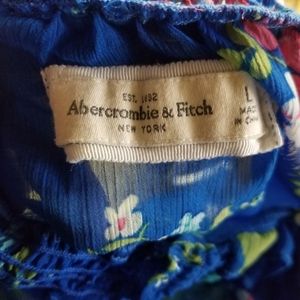 EST. 1892
Abercrombie & Fitch
NEW YORK
L
MADE
IN CHINA